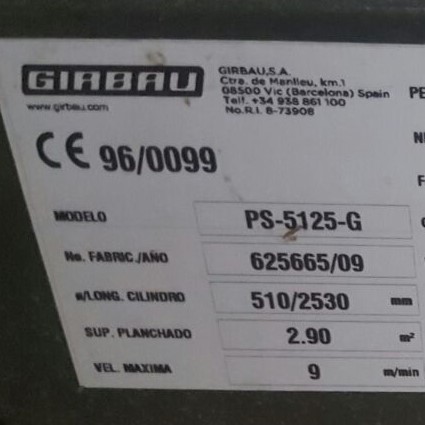 GIRBAU
www.girbau.com
GIRBAU,S.A.
Ctra. de Manlleu, km.1
08500 Vic (Barcelona) Spain
Telf. +34 938 861 100
No.R.I. 8-73908
PE
CE 96/0099
MODELO PS-5125-G
No. FABRIC./AÑO 625665/09
ø/LONG. CILINDRO 510/2530 mm
SUP. PLANCHADO 2.90 m²
VEL. MAXIMA 9 m/min